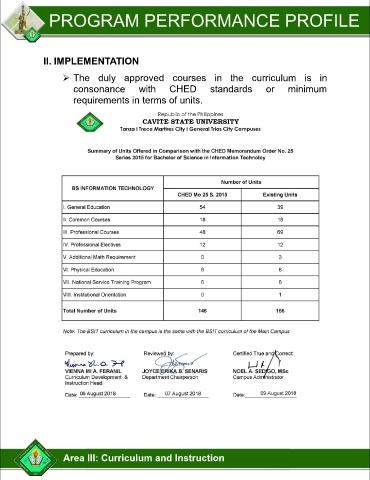 PROGRAM PERFORMANCE PROFILE
II. IMPLEMENTATION
➢ The duly approved courses in the curriculum is in
consonance with CHED standards or minimum
requirements in terms of units.
Republic of the Philippines
CAVITE STATE UNIVERSITY
Tanza I Trece Martires City I General Trias City Campuses
Summary of Units Offered in Comparison with the CHED Memorandum Order No. 25
Series 2015 for Bachelor of Science in Information Technology
BS INFORMATION TECHNOLOGY
Number of Units
CHED Mo 25 S. 2015 Existing Units
I. General Education 54 39
II. Common Courses 18 18
III. Professional Courses 48 69
IV. Professional Electives 12 12
V. Additional Math Requirement 0 3
VI. Physical Education 8 8
VII. National Service Training Program 6 6
VIII. Institutional Orientation 0 1
Total Number of Units 146 156
Note: The BSIT curriculum in the campus is the same with the BSIT curriculum of the Main Campus
Prepared by: Reviewed by: Certified True and Correct:
VIENNA MI A. FERANIL JOYCE ERIKA S. SENARIS NOEL A. SEDIGO, MSc
Curriculum Development & Department Chairperson Campus Administrator
Instruction Head
Date: 06 August 2018 Date: 07 August 2018 Date: 09 August 2018
Area III: Curriculum and Instruction